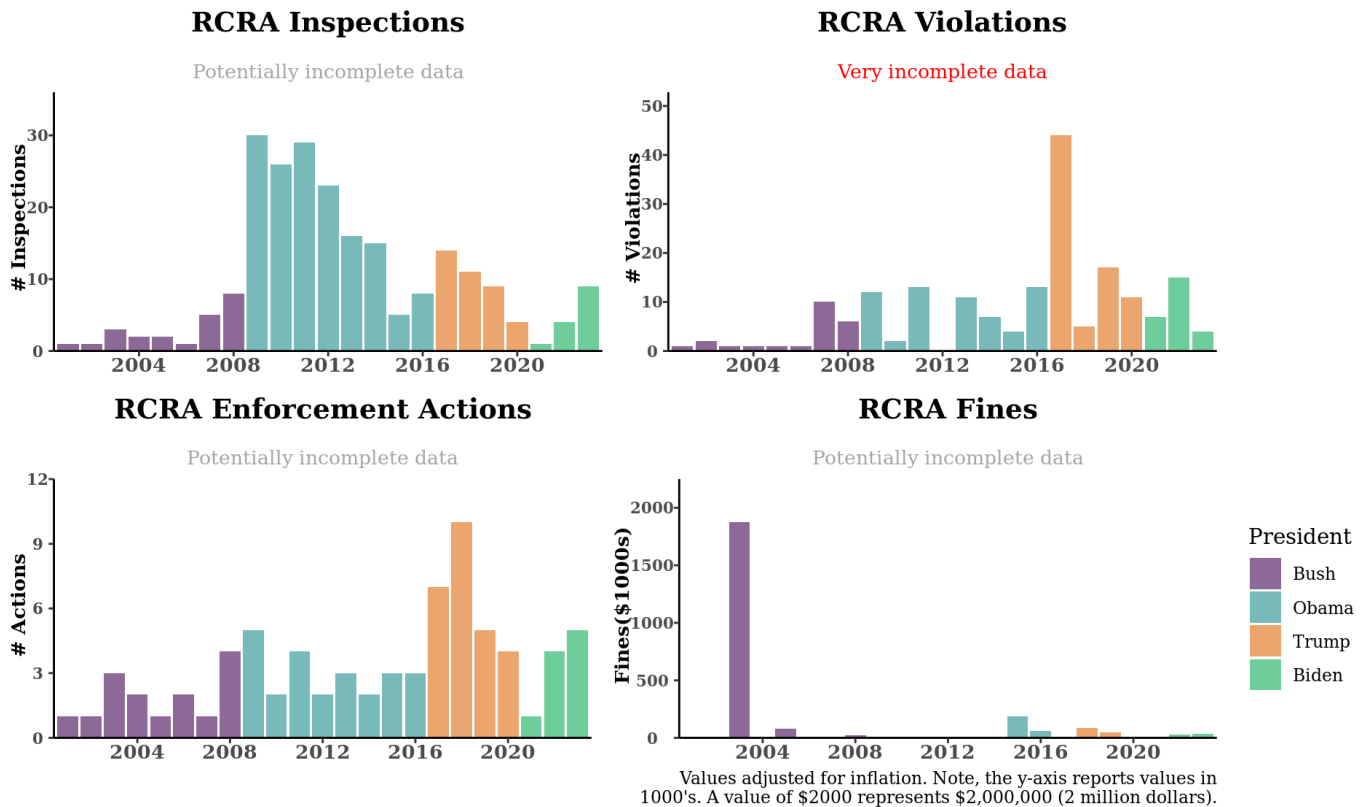 RCRA Inspections
Potentially incomplete data
# Inspections
30
20
10
0
2004 2008 2012 2016 2020
RCRA Violations
Very incomplete data
# Violations
50
40
30
20
10
0
2004 2008 2012 2016 2020
RCRA Enforcement Actions
Potentially incomplete data
# Actions
12
9
6
3
0
2004 2008 2012 2016 2020
RCRA Fines
Potentially incomplete data
Fines($1000s)
2000
1500
1000
500
0
2004 2008 2012 2016 2020
Values adjusted for inflation. Note, the y-axis reports values in
1000's. A value of $2000 represents $2,000,000 (2 million dollars).
President
Bush
Obama
Trump
Biden